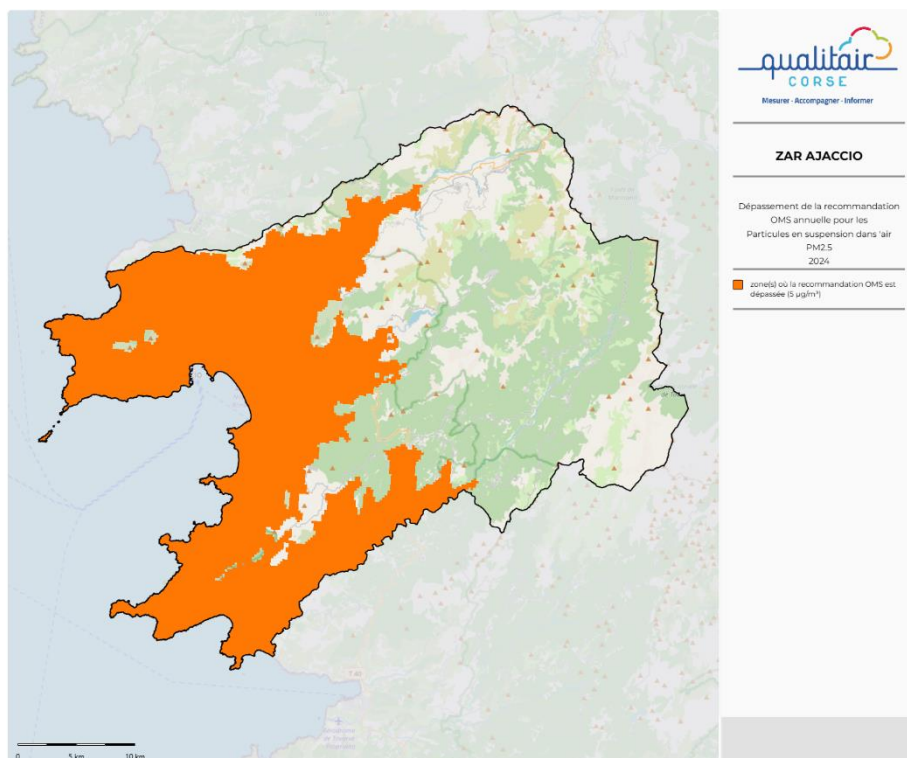 qualitair
CORSE
Mesurer - Accompagner - Informer
ZAR AJACCIO
Dépassement de la recommandation
OMS annuelle pour les
Particules en suspension dans 'air
PM2.5
2024
zone(s) où la recommandation OMS est
dépassée (5 µg/m³)
0 5 km 10 km